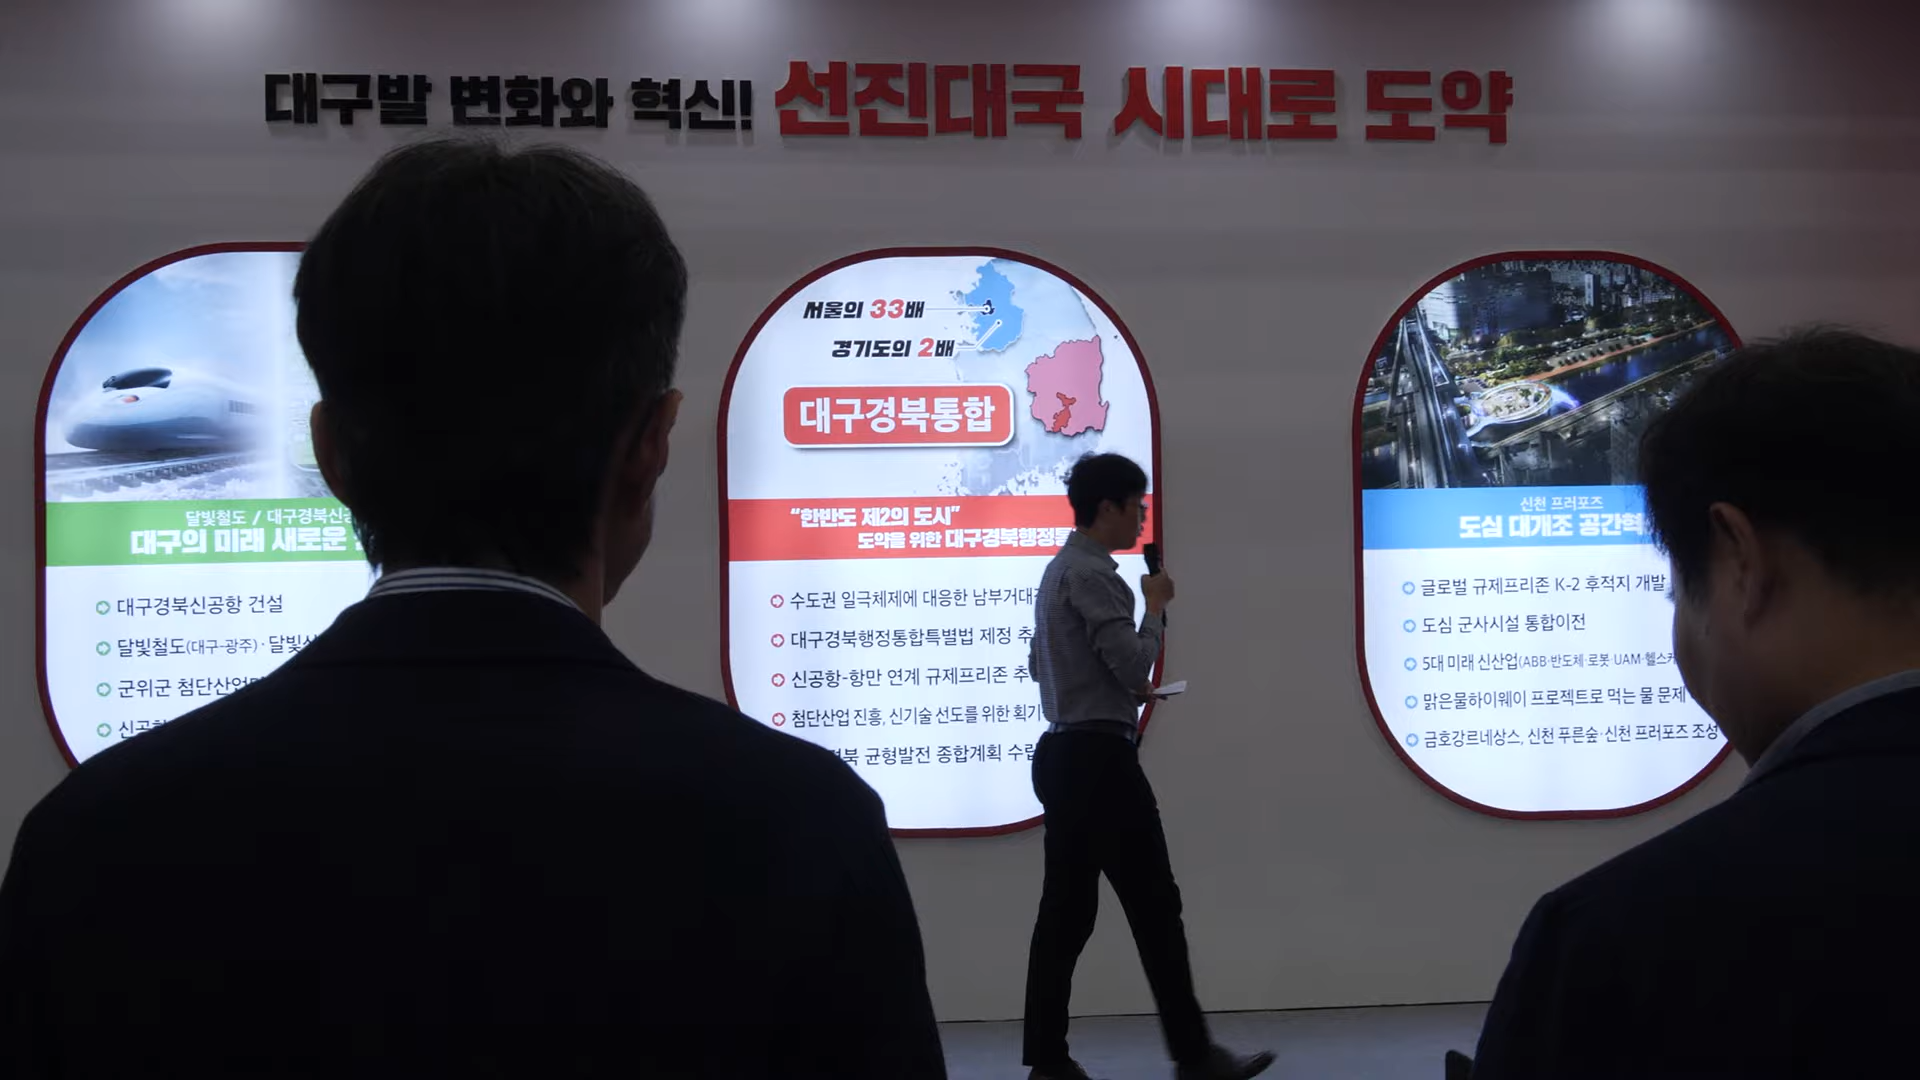 대구발 변화와 혁신! 선진대국 시대로 도약
달빛철도 / 대구경북신공
대구의 미래 새로운
대구경북신공항 건설
달빛철도(대구-광주)·달빛
군위군 첨단산업
신공
서울의 33배
경기도의 2배
대구경북통합
“한반도 제2의 도시”
도약을 위한 대구경북행정통
수도권 일극체제에 대응한 남부거대
대구경북행정통합특별법 제정 추
신공항-항만 연계 규제프리존 추
첨단산업 진흥, 신기술 선도를 위한 획기
경북 균형발전 종합계획 수립
신천 프러포즈
도심 대개조 공간혁
글로벌 규제프리존 K-2 후적지 개발
도심 군사시설 통합이전
5대 미래 신산업(ABB·반도체·로봇·UAM·헬스케
맑은물하이웨이 프로젝트로 먹는 물 문제
금호강르네상스, 신천 푸른숲·신천 프러포즈 조성